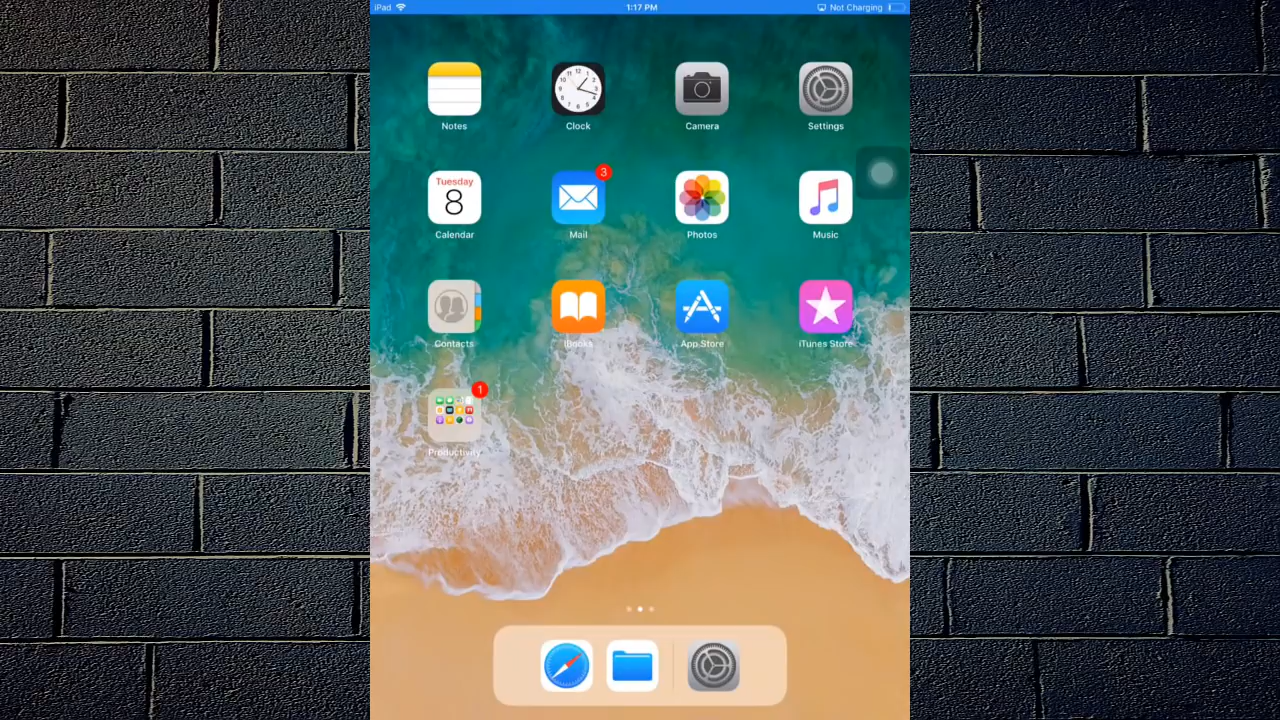 iPad 1:17 PM Not Charging
Notes Clock Camera Settings
Tuesday
8
3
Calendar Mail Photos Music
Contacts iBooks App Store iTunes Store
1
Productivity